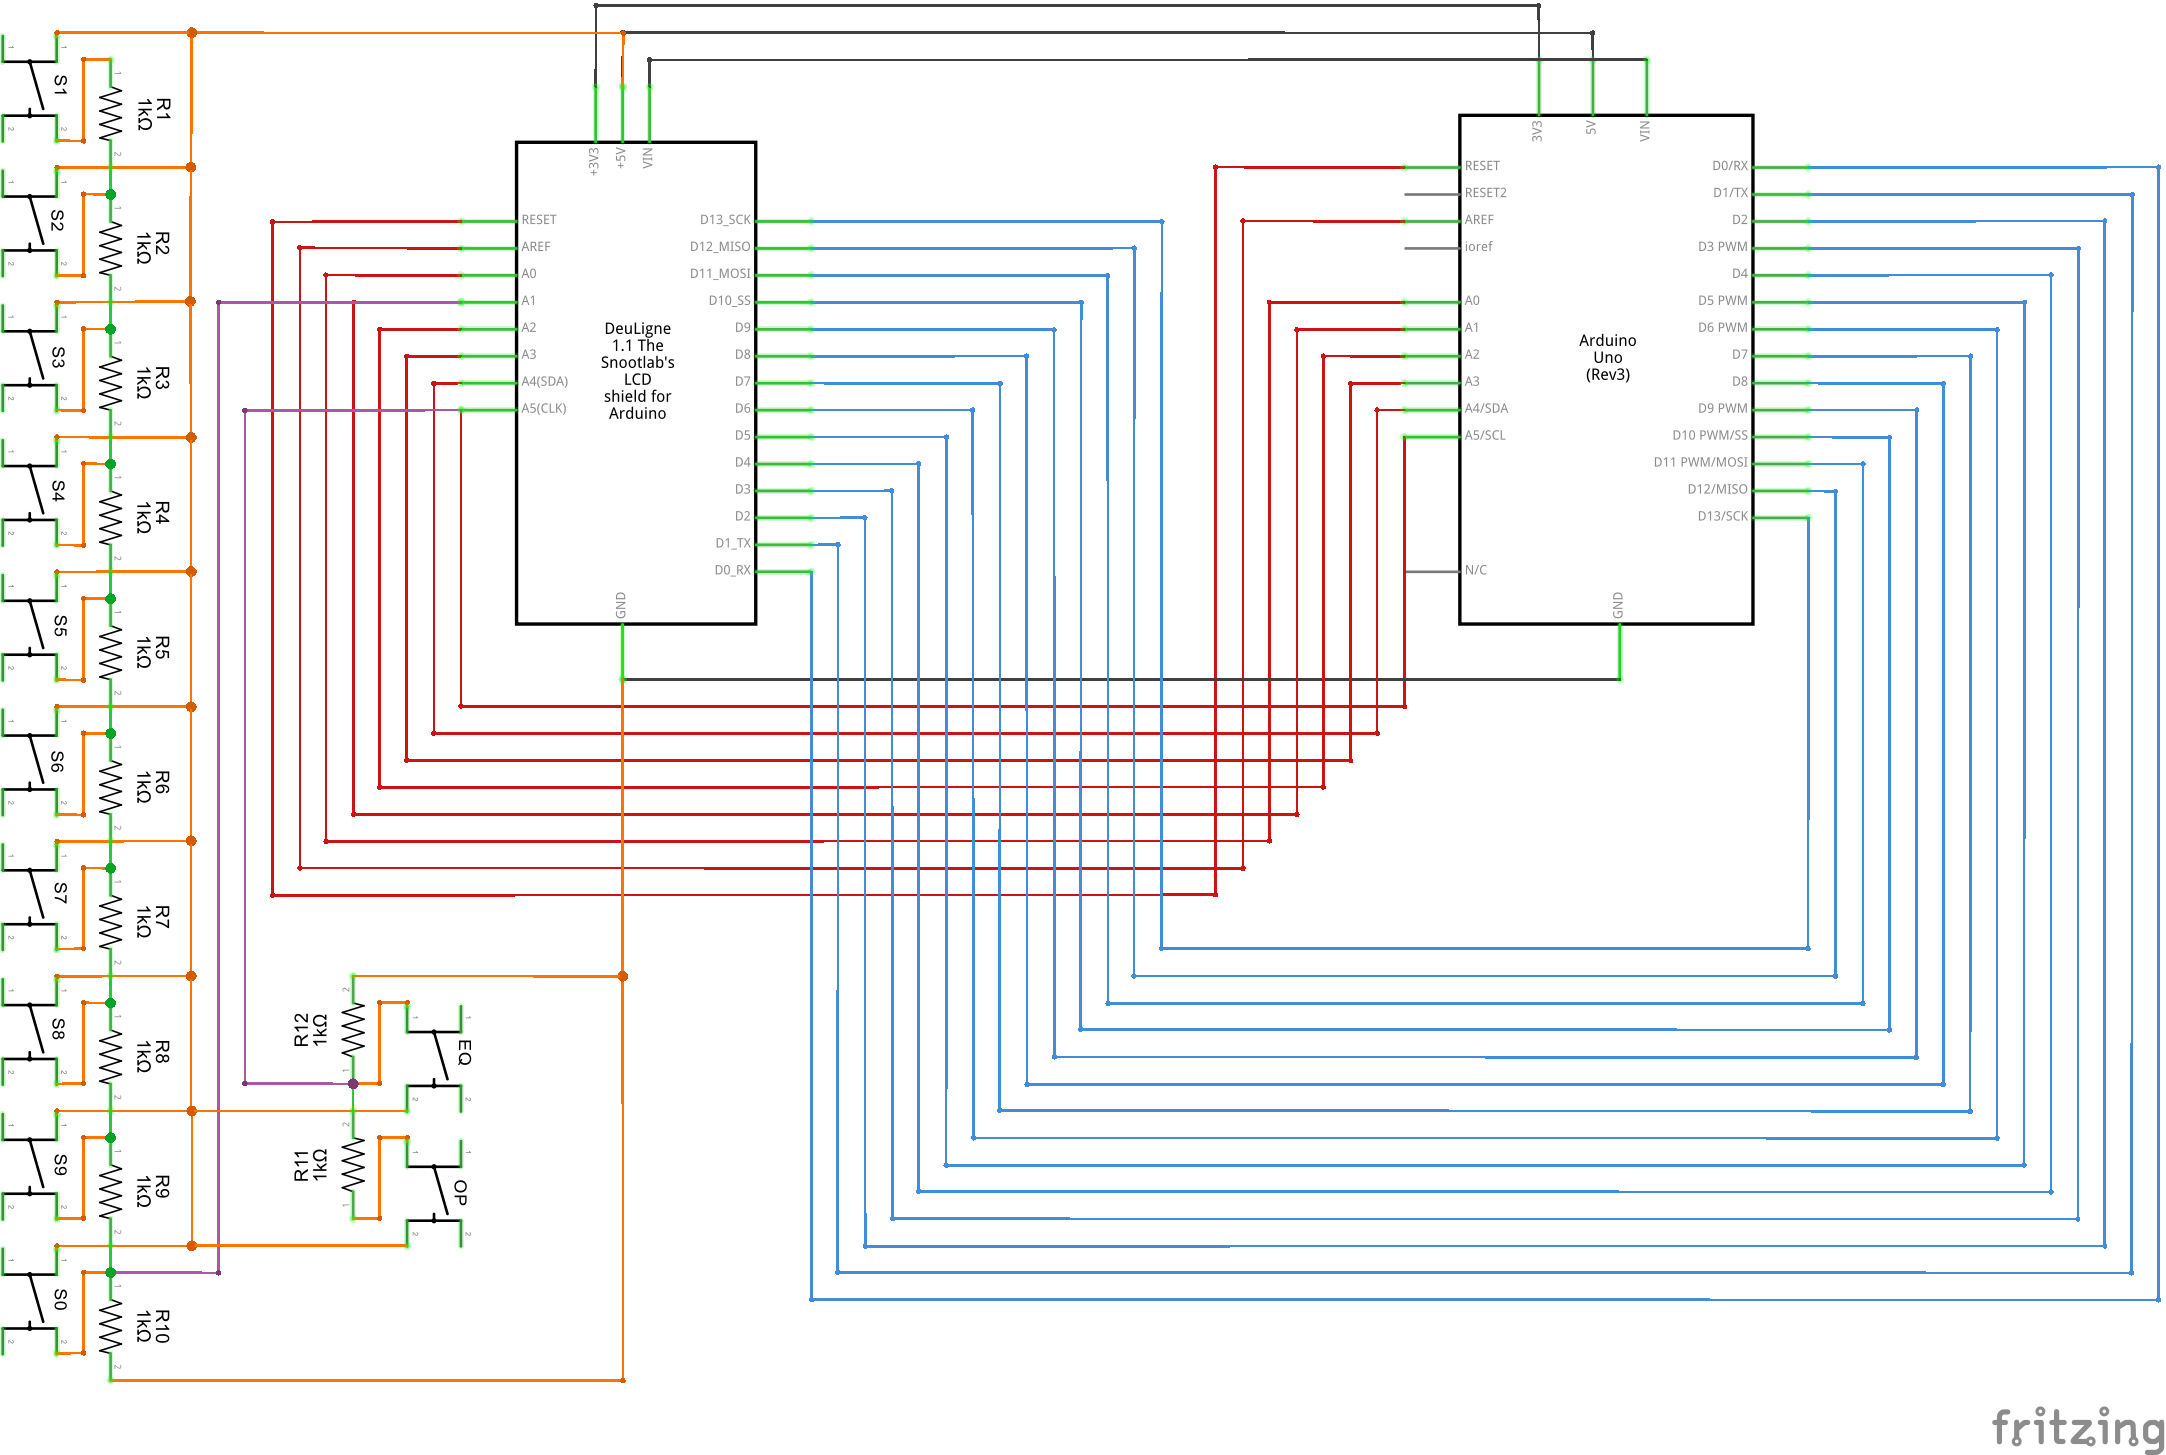 S1
R1
1kΩ
S2
R2
1kΩ
S3
R3
1kΩ
S4
R4
1kΩ
S5
R5
1kΩ
S6
R6
1kΩ
S7
R7
1kΩ
S8
R8
1kΩ
S9
R9
1kΩ
S0
R10
1kΩ
R12
1kΩ
EQ
R11
1kΩ
OP
+3V3
+5V
VIN
RESET
AREF
A0
A1
A2
A3
A4(SDA)
A5(CLK)
DeuLigne
1.1 The
Snootlab's
LCD
shield for
Arduino
D13_SCK
D12_MISO
D11_MOSI
D10_SS
D9
D8
D7
D6
D5
D4
D3
D2
D1_TX
D0_RX
GND
3V3
5V
VIN
RESET
RESET2
AREF
ioref
A0
A1
A2
A3
A4/SDA
A5/SCL
N/C
Arduino
Uno
(Rev3)
D0/RX
D1/TX
D2
D3 PWM
D4
D5 PWM
D6 PWM
D7
D8
D9 PWM
D10 PWM/SS
D11 PWM/MOSI
D12/MISO
D13/SCK
GND
fritzing